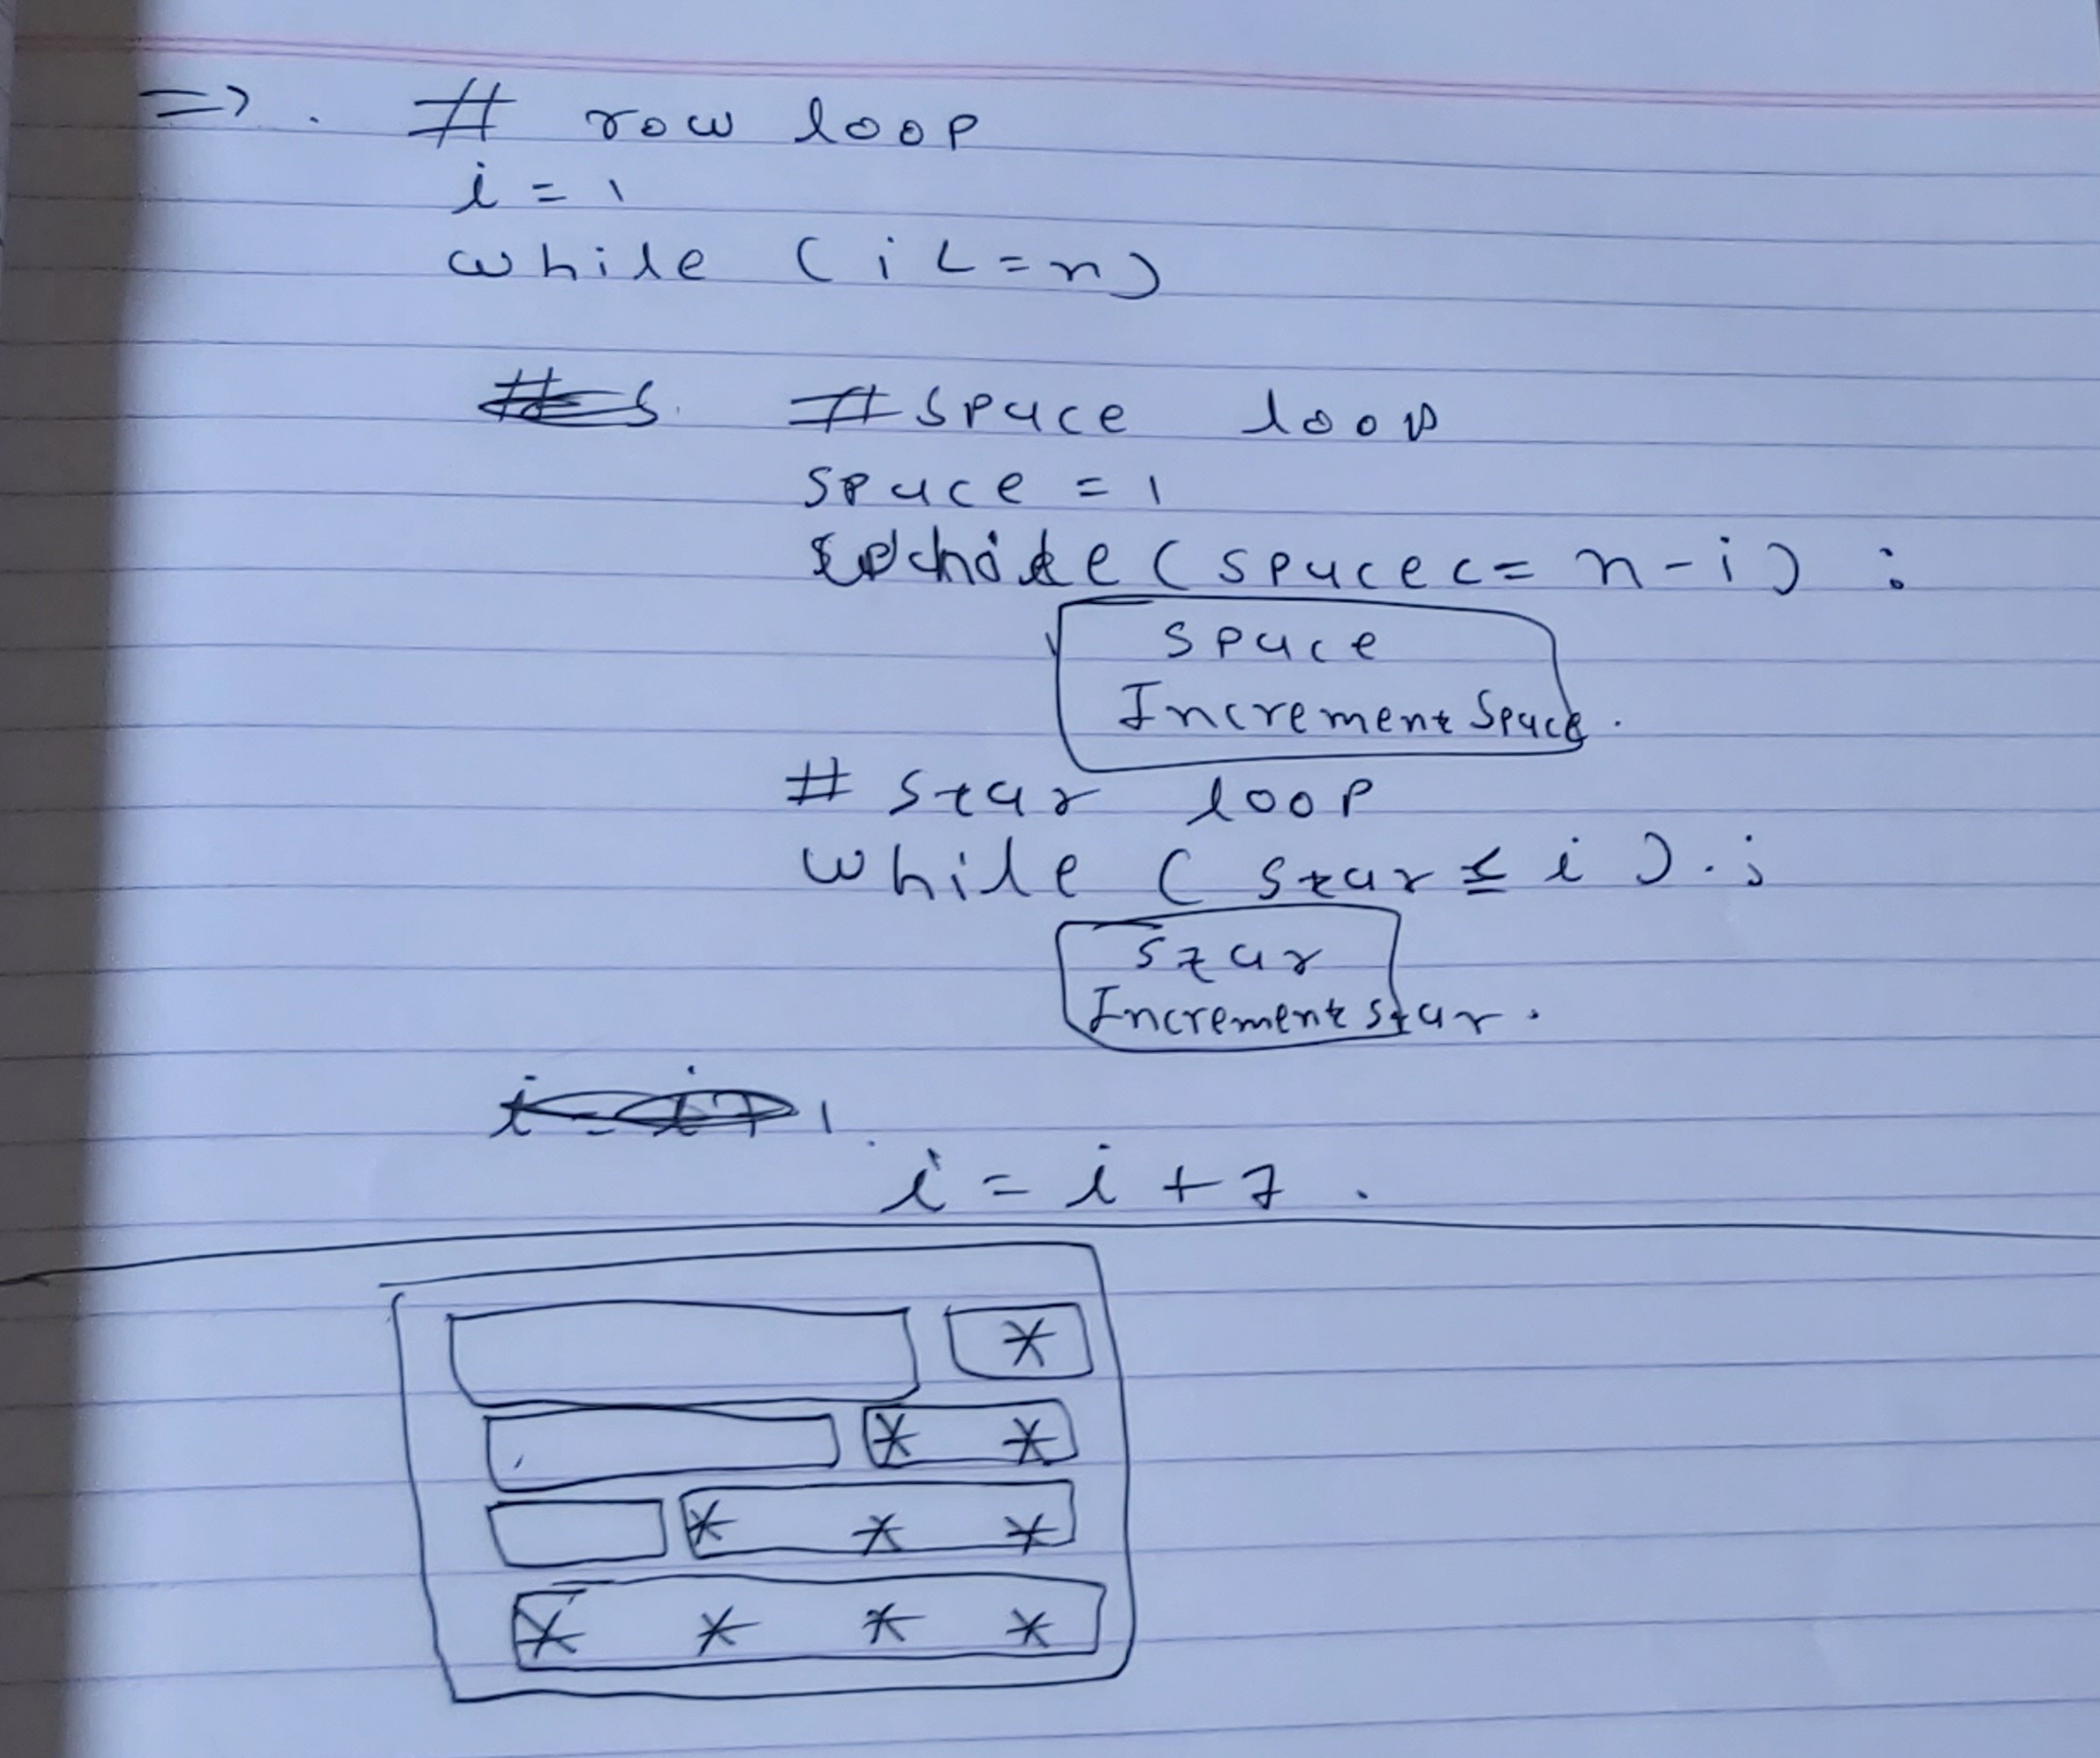 => . # row loop
i = 1
while (i <= n)
# space loop
space = 1
while (space <= n-i) :
space
Increment Space .
# star loop
while ( star ≤ i ) . ;
star
Increment star .
i = i + 1 .
*
* *
* * *
* * * *